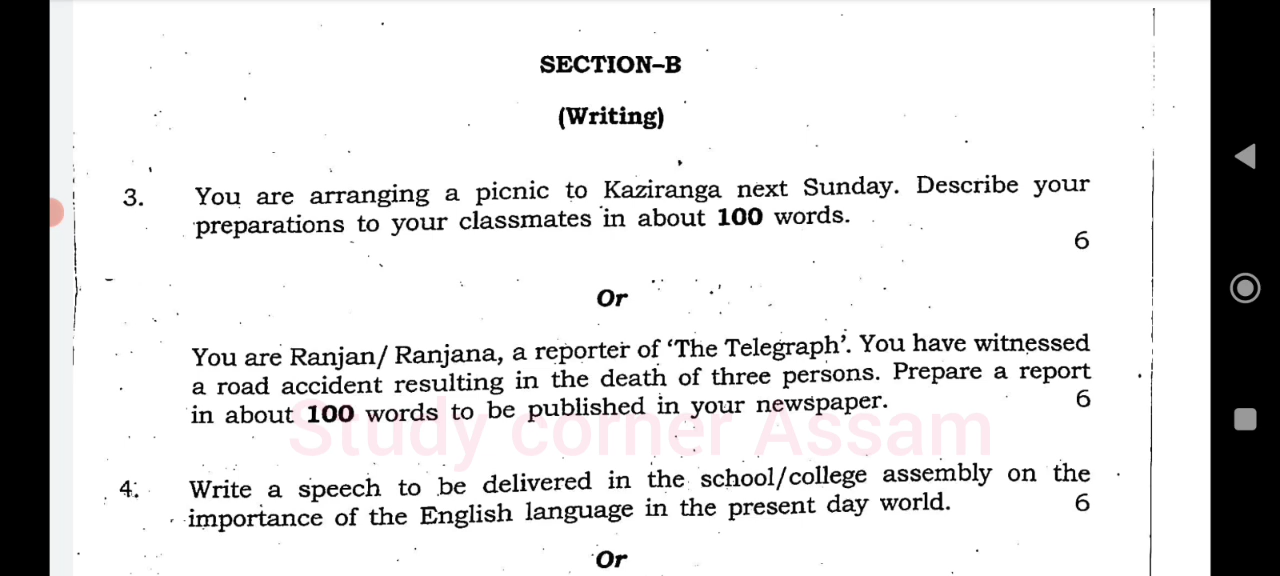 SECTION–B
(Writing)
3. You are arranging a picnic to Kaziranga next Sunday. Describe your
preparations to your classmates in about 100 words.
6
Or
You are Ranjan/ Ranjana, a reporter of ‘The Telegraph’. You have witnessed
a road accident resulting in the death of three persons. Prepare a report
in about 100 words to be published in your newspaper. 6
Study corner Assam
4. Write a speech to be delivered in the school/college assembly on the
importance of the English language in the present day world. 6
Or